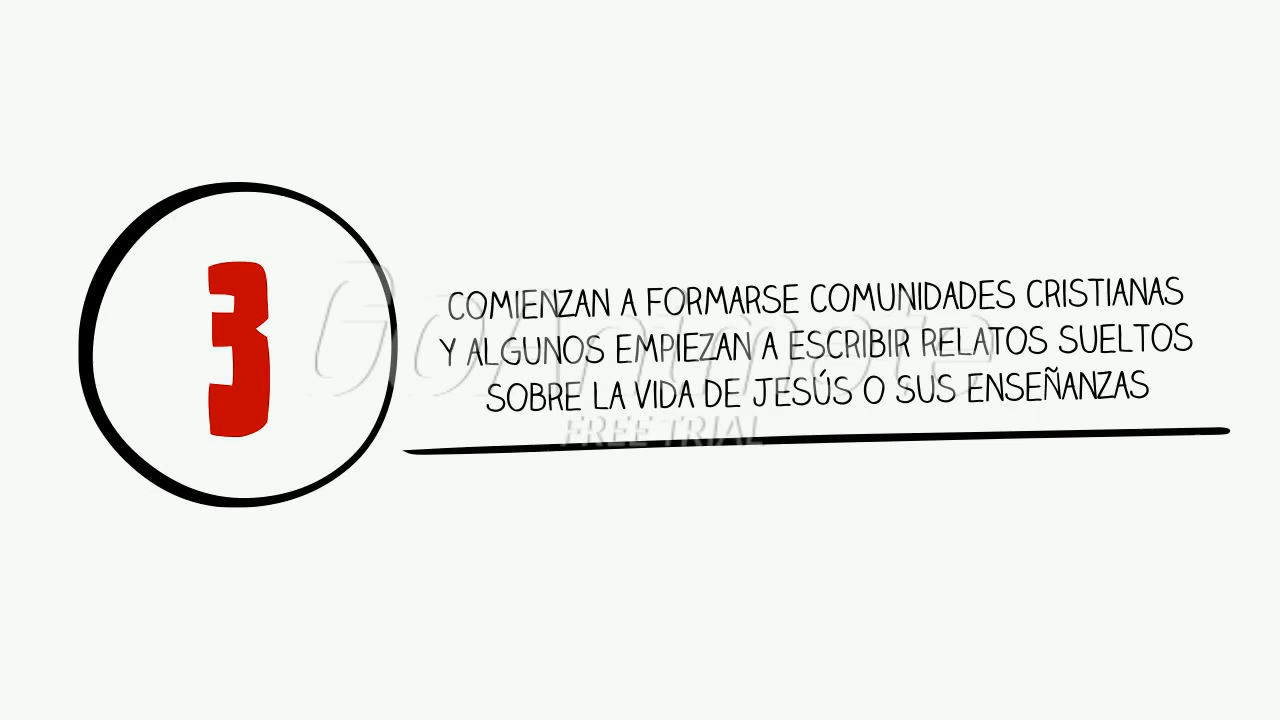 3
COMIENZAN A FORMARSE COMUNIDADES CRISTIANAS
Y ALGUNOS EMPIEZAN A ESCRIBIR RELATOS SUELTOS
SOBRE LA VIDA DE JESÚS O SUS ENSEÑANZAS
GoAnimate
FREE TRIAL